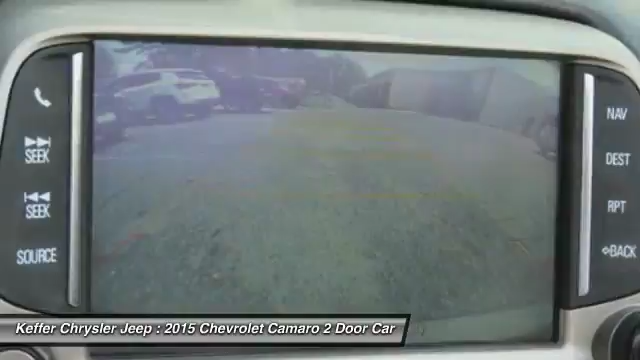 SEEK
SEEK
SOURCE
NAV
DEST
RPT
BACK
Keffer Chrysler Jeep : 2015 Chevrolet Camaro 2 Door Car